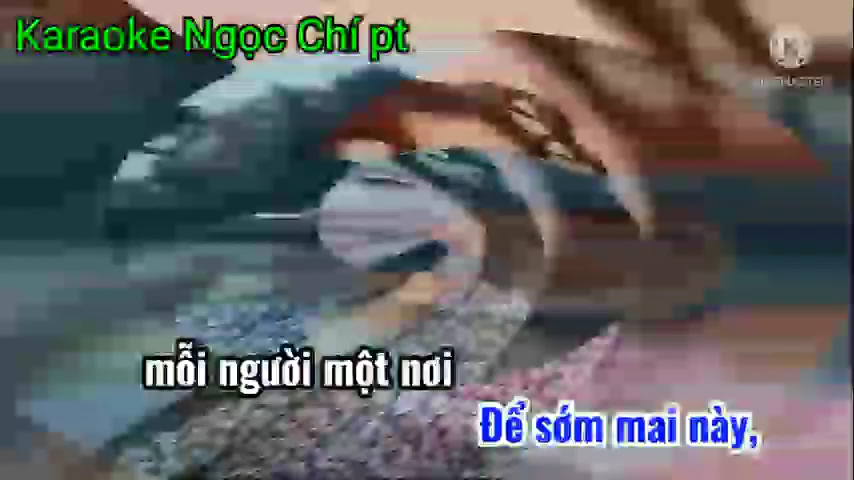 Karaoke Ngọc Chí pt
mỗi người một nơi
Để sớm mai này,